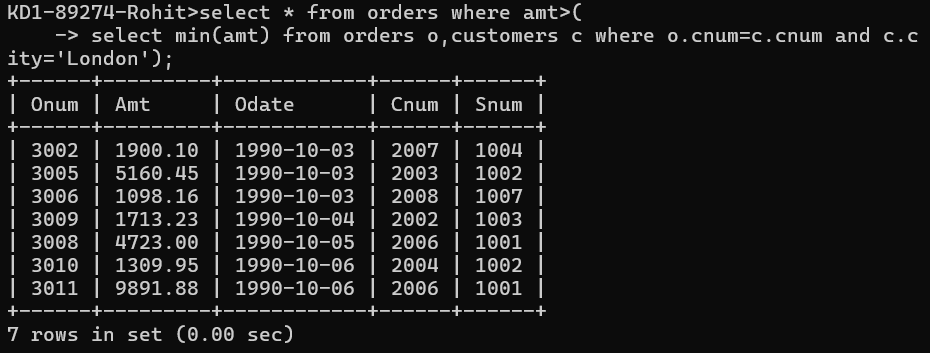 KD1-89274-Rohit>select * from orders where amt>(
    -> select min(amt) from orders o,customers c where o.cnum=c.cnum and c.c
ity='London');
+------+---------+------------+------+------+
| Onum | Amt     | Odate      | Cnum | Snum |
+------+---------+------------+------+------+
| 3002 | 1900.10 | 1990-10-03 | 2007 | 1004 |
| 3005 | 5160.45 | 1990-10-03 | 2003 | 1002 |
| 3006 | 1098.16 | 1990-10-03 | 2008 | 1007 |
| 3009 | 1713.23 | 1990-10-04 | 2002 | 1003 |
| 3008 | 4723.00 | 1990-10-05 | 2006 | 1001 |
| 3010 | 1309.95 | 1990-10-06 | 2004 | 1002 |
| 3011 | 9891.88 | 1990-10-06 | 2006 | 1001 |
+------+---------+------------+------+------+
7 rows in set (0.00 sec)